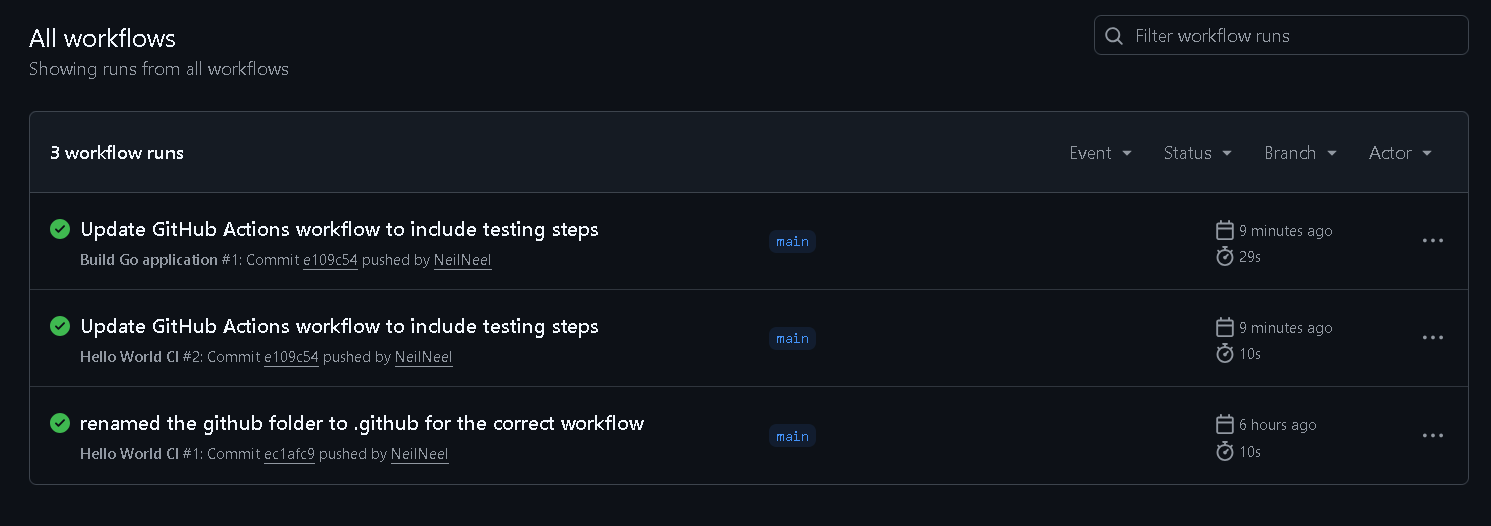 All workflows
Showing runs from all workflows
Filter workflow runs
3 workflow runs
Event
Status
Branch
Actor
Update GitHub Actions workflow to include testing steps
Build Go application #1: Commit e109c54 pushed by NeilNeel
main
9 minutes ago
29s
Update GitHub Actions workflow to include testing steps
Hello World CI #2: Commit e109c54 pushed by NeilNeel
main
9 minutes ago
10s
renamed the github folder to .github for the correct workflow
Hello World CI #1: Commit ec1afc9 pushed by NeilNeel
main
6 hours ago
10s